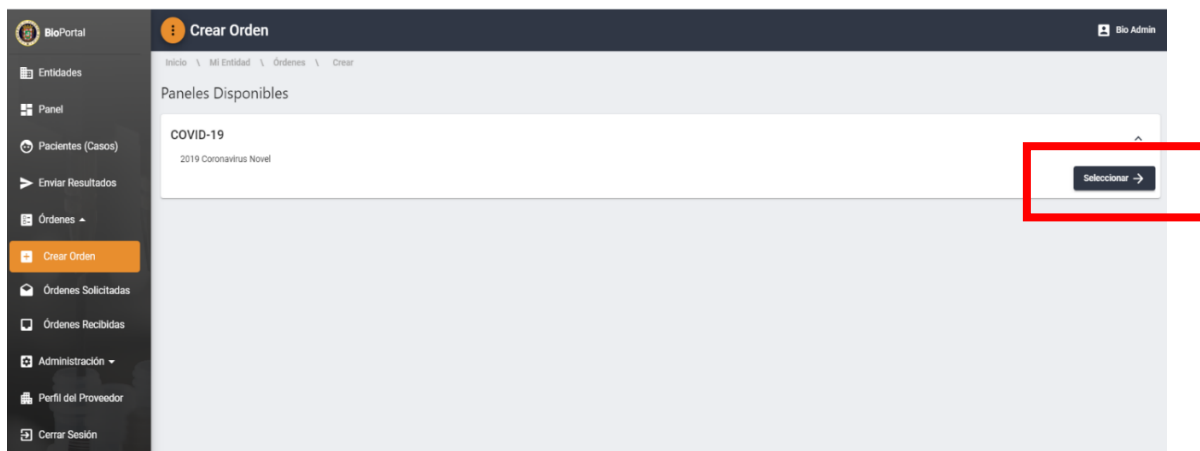 BioPortal
Entidades
Panel
Pacientes (Casos)
Enviar Resultados
Órdenes
Crear Orden
Órdenes Solicitadas
Órdenes Recibidas
Administración
Perfil del Proveedor
Cerrar Sesión
Crear Orden
Bio Admin
Inicio \ Mi Entidad \ Órdenes \ Crear
Paneles Disponibles
COVID-19
2019 Coronavirus Novel
Seleccionar →